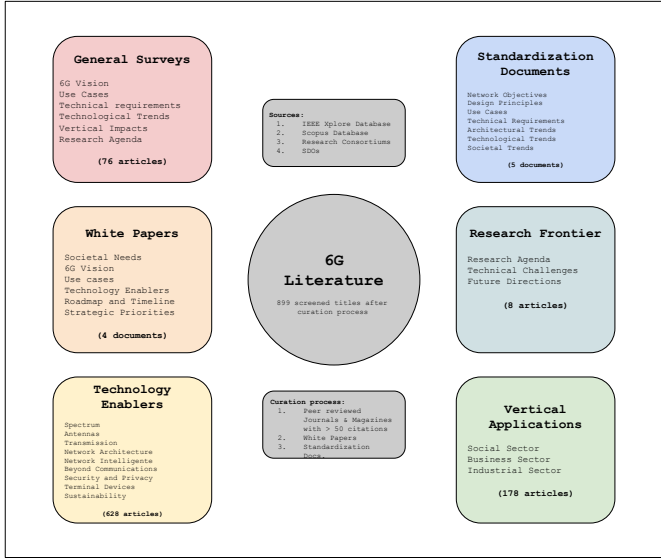 General Surveys
6G Vision
Use Cases
Technical requirements
Technological Trends
Vertical Impacts
Research Agenda
(76 articles)
Sources:
1. IEEE Xplore Database
2. Scopus Database
3. Research Consortiums
4. SDOs
Standardization
Documents
Network Objectives
Design Principles
Use Cases
Technical Requirements
Architectural Trends
Technological Trends
Societal Trends
(5 documents)
White Papers
Societal Needs
6G Vision
Use cases
Technology Enablers
Roadmap and Timeline
Strategic Priorities
(4 documents)
6G
Literature
899 screened titles after
curation process
Research Frontier
Research Agenda
Technical Challenges
Future Directions
(8 articles)
Technology
Enablers
Spectrum
Antennas
Transmission
Network Architecture
Network Intelligente
Beyond Communications
Security and Privacy
Terminal Devices
Sustainability
(628 articles)
Curation process:
1. Peer reviewed
Journals & Magazines
with > 50 citations
2. White Papers
3. Standardization
Docs.
Vertical
Applications
Social Sector
Business Sector
Industrial Sector
(178 articles)